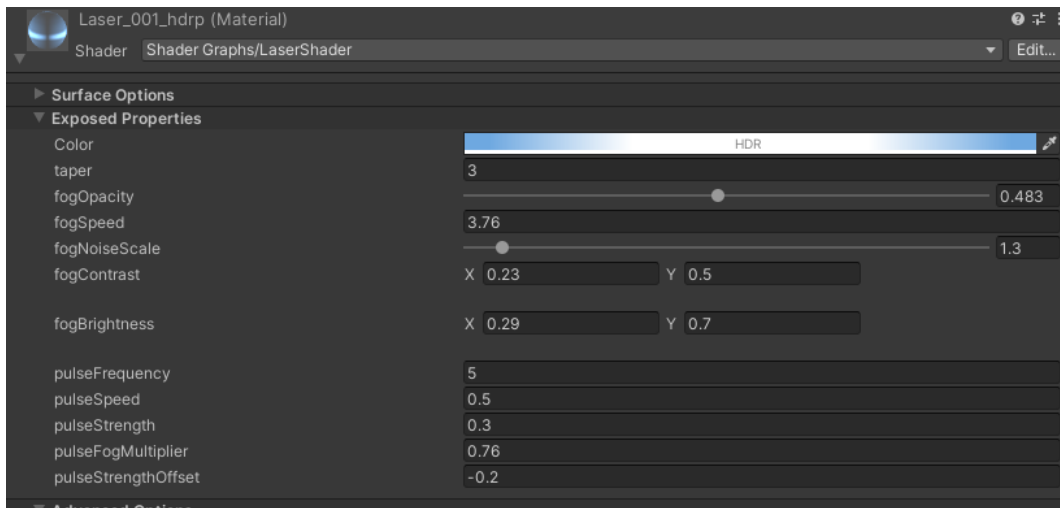 Laser_001_hdrp (Material)
Shader Shader Graphs/LaserShader Edit...
Surface Options
Exposed Properties
Color HDR
taper 3
fogOpacity 0.483
fogSpeed 3.76
fogNoiseScale 1.3
fogContrast X 0.23 Y 0.5
fogBrightness X 0.29 Y 0.7
pulseFrequency 5
pulseSpeed 0.5
pulseStrength 0.3
pulseFogMultiplier 0.76
pulseStrengthOffset -0.2
Advanced Options